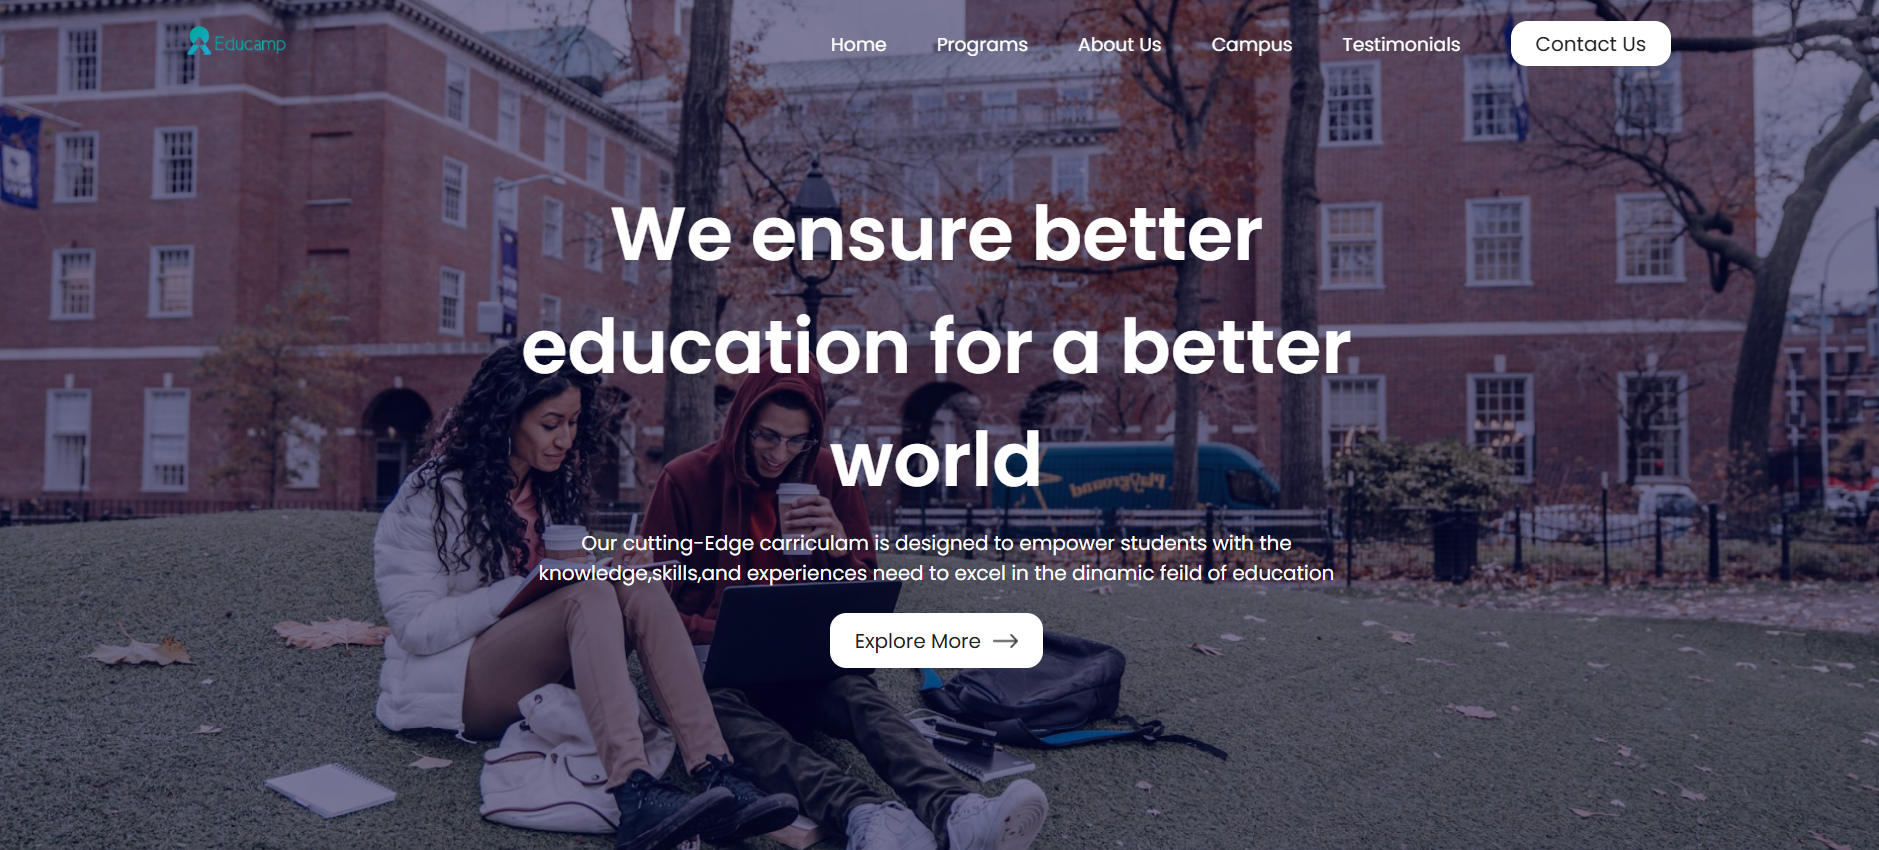 Educamp
Home Programs About Us Campus Testimonials Contact Us
We ensure better
education for a better
world
playground
Our cutting-Edge carriculam is designed to empower students with the
knowledge,skills,and experiences need to excel in the dinamic feild of education
Explore More